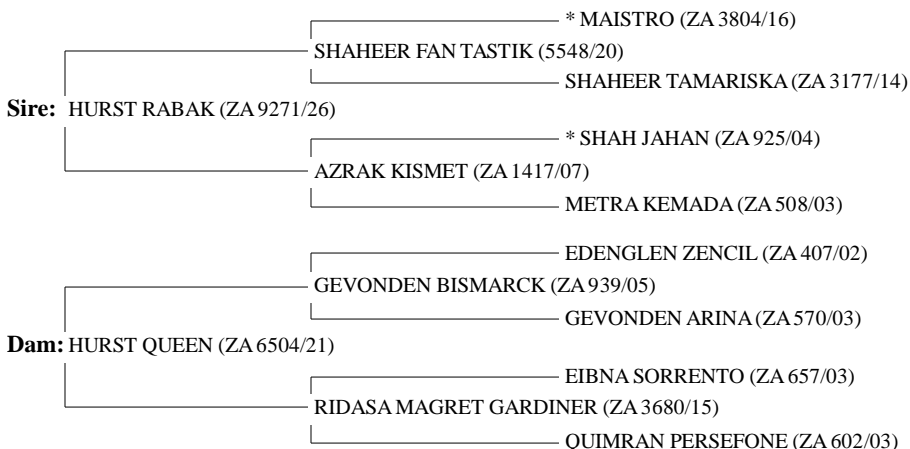 * MAISTRO (ZA 3804/16)
SHAHEER FAN TASTIK (5548/20)
SHAHEER TAMARISKA (ZA 3177/14)
Sire: HURST RABAK (ZA 9271/26)
* SHAH JAHAN (ZA 925/04)
AZRAK KISMET (ZA 1417/07)
METRA KEMADA (ZA 508/03)
EDENGLEN ZENCIL (ZA 407/02)
GEVONDEN BISMARCK (ZA 939/05)
GEVONDEN ARINA (ZA 570/03)
Dam: HURST QUEEN (ZA 6504/21)
EIBNA SORRENTO (ZA 657/03)
RIDASA MAGRET GARDINER (ZA 3680/15)
QUIMRAN PERSEFONE (ZA 602/03)